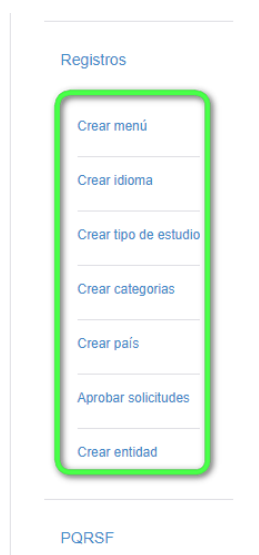 Registros
Crear menú
Crear idioma
Crear tipo de estudio
Crear categorias
Crear país
Aprobar solicitudes
Crear entidad
PQRSF